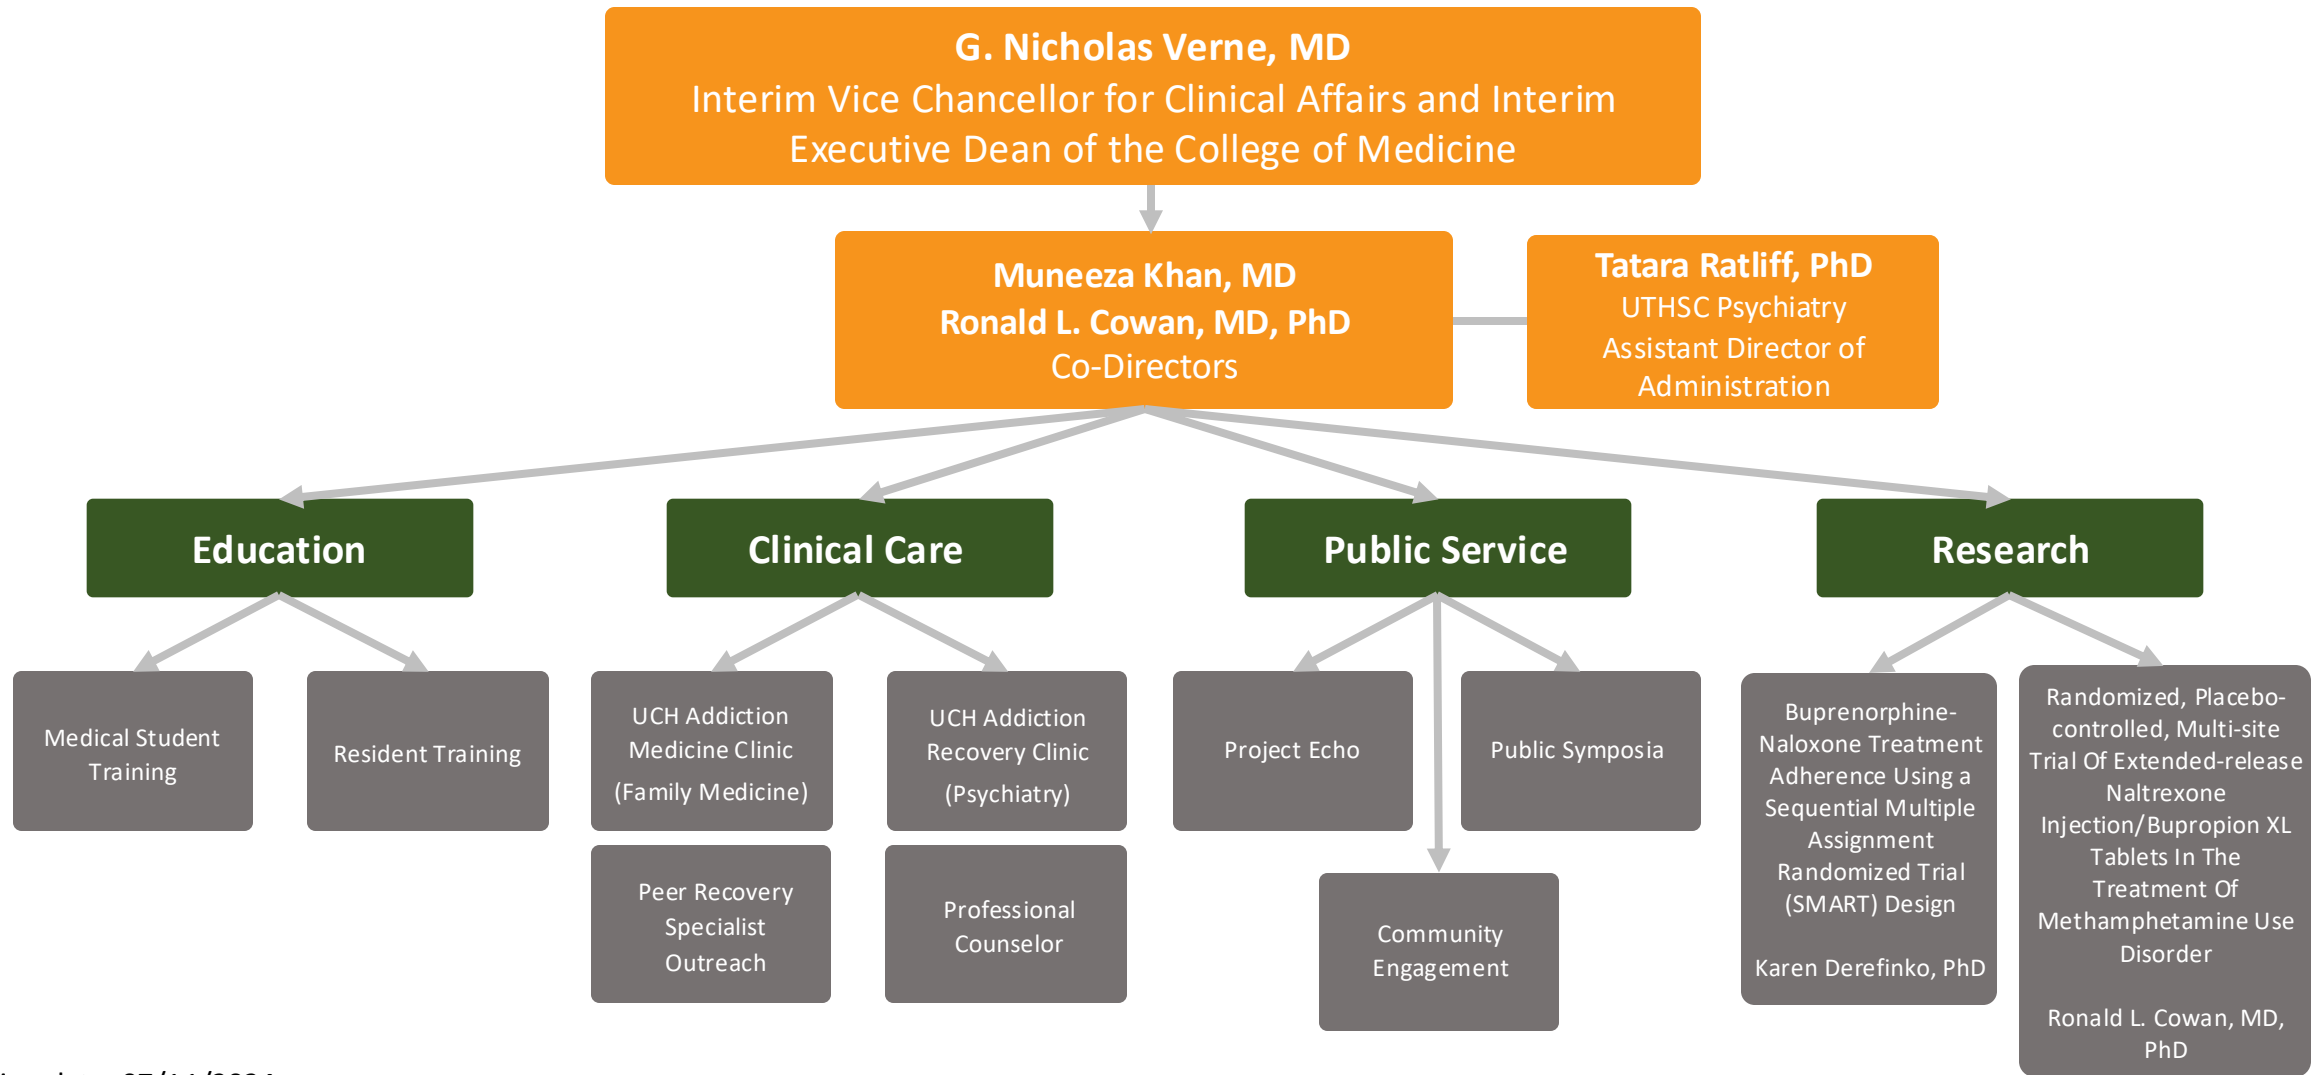 G. Nicholas Verne, MD
Interim Vice Chancellor for Clinical Affairs and Interim
Executive Dean of the College of Medicine
Muneeza Khan, MD
Ronald L. Cowan, MD, PhD
Co-Directors
Tatara Ratliff, PhD
UTHSC Psychiatry
Assistant Director of
Administration
Education
Clinical Care
Public Service
Research
Medical Student
Training
Resident Training
UCH Addiction
Medicine Clinic
(Family Medicine)
UCH Addiction
Recovery Clinic
(Psychiatry)
Peer Recovery
Specialist
Outreach
Professional
Counselor
Project Echo
Public Symposia
Community
Engagement
Buprenorphine-
Naloxone Treatment
Adherence Using a
Sequential Multiple
Assignment
Randomized Trial
(SMART) Design
Karen Derefinko, PhD
Randomized, Placebo-
controlled, Multi-site
Trial Of Extended-release
Naltrexone
Injection/Bupropion XL
Tablets In The
Treatment Of
Methamphetamine Use
Disorder
Ronald L. Cowan, MD,
PhD